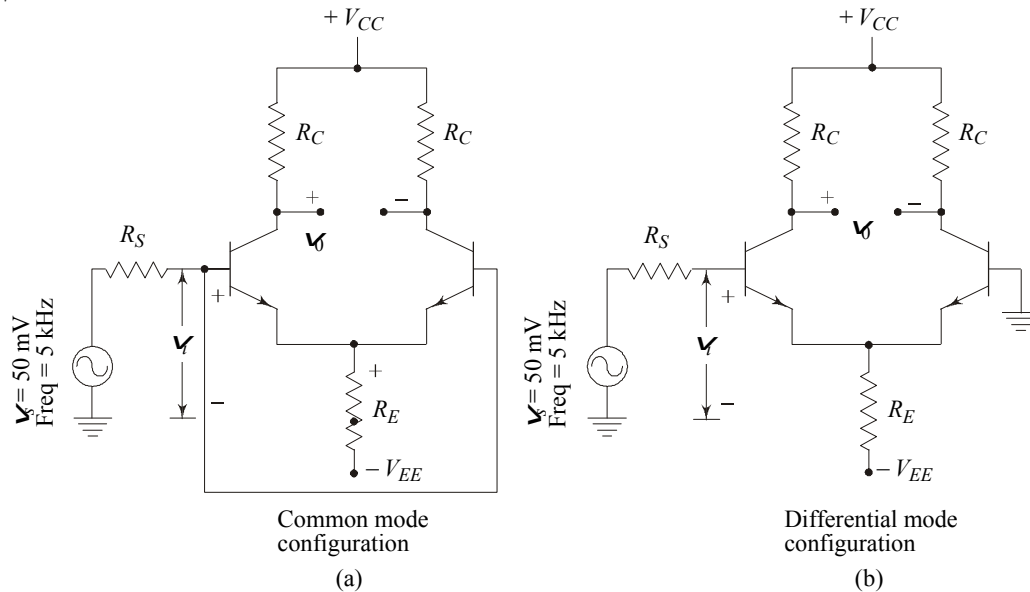 + V_CC
R_C
R_C
+
−
v_0
R_S
+
v_i
−
v_s = 50 mV
Freq = 5 kHz
+
R_E
− V_EE
Common mode
configuration
(a)
+ V_CC
R_C
R_C
+
−
v_0
R_S
+
v_i
−
v_s = 50 mV
Freq = 5 kHz
R_E
− V_EE
Differential mode
configuration
(b)